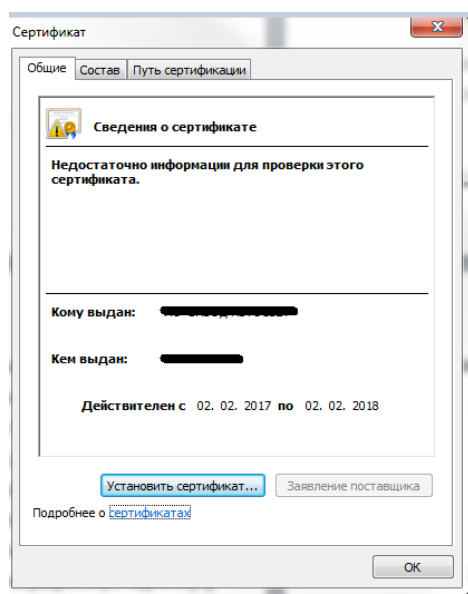 Сертификат
Общие Состав Путь сертификации
Сведения о сертификате
Недостаточно информации для проверки этого
сертификата.
Кому выдан:
Кем выдан:
Действителен с 02. 02. 2017 по 02. 02. 2018
Установить сертификат... Заявление поставщика
Подробнее о сертификатах
ОК